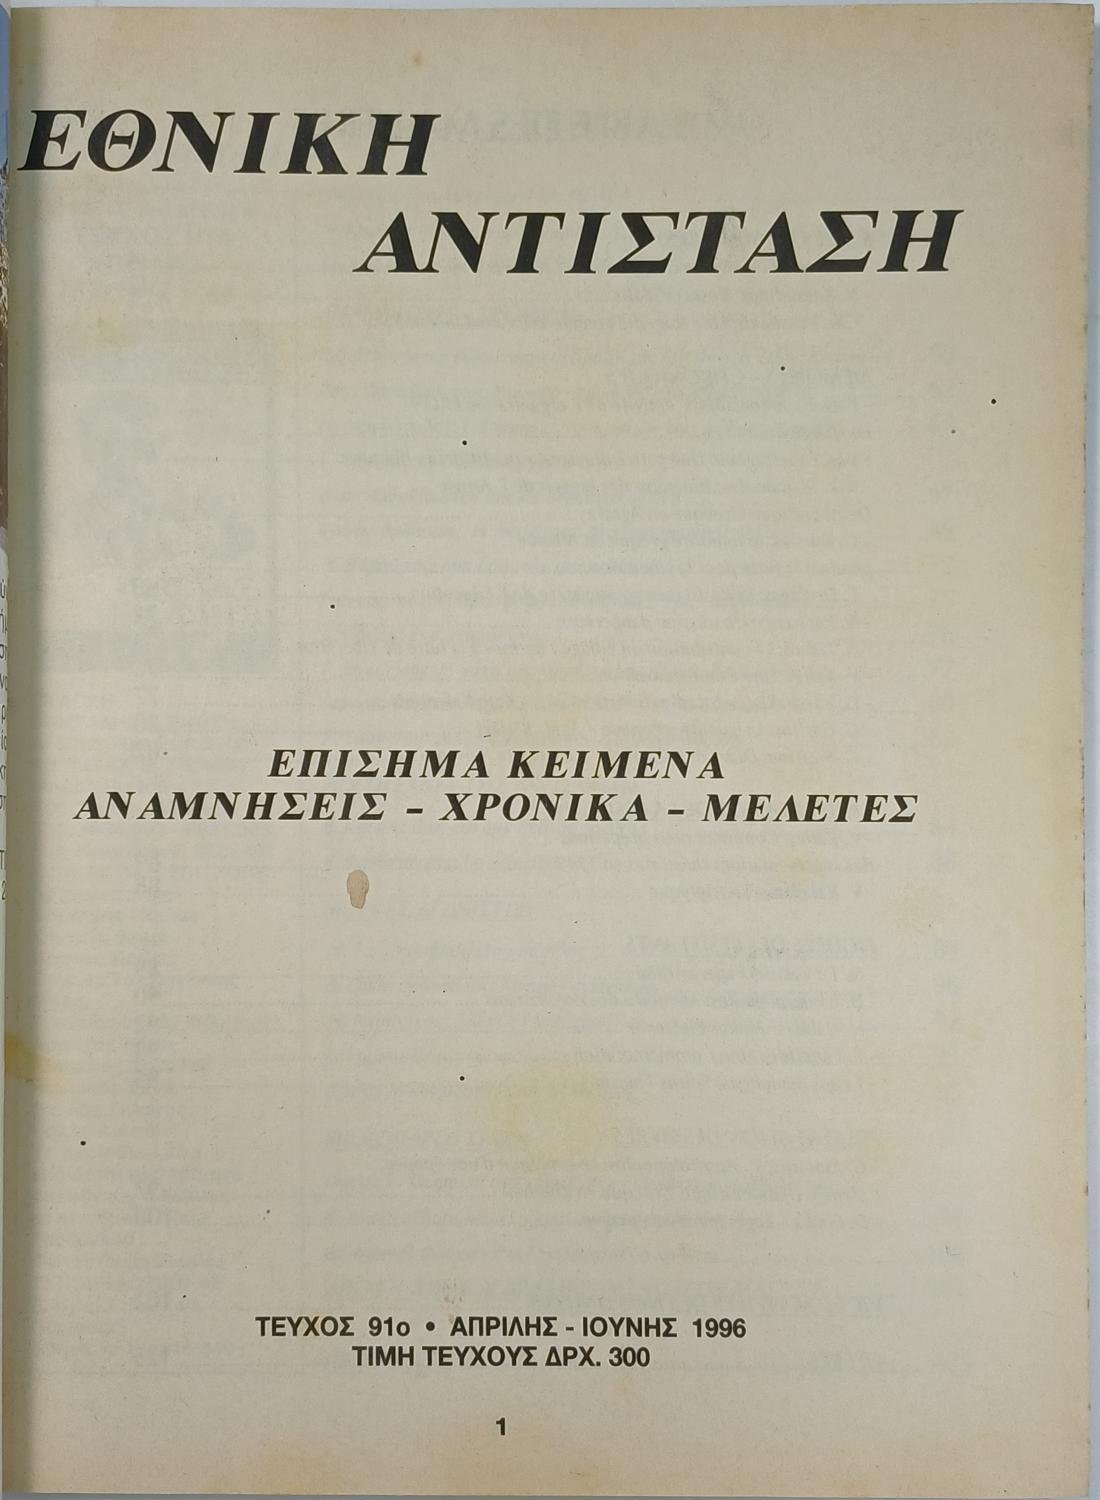 ΕΘΝΙΚΗ
ΑΝΤΙΣΤΑΣΗ
ΕΠΙΣΗΜΑ ΚΕΙΜΕΝΑ
ΑΝΑΜΝΗΣΕΙΣ – ΧΡΟΝΙΚΑ – ΜΕΛΕΤΕΣ
ΤΕΥΧΟΣ 91ο • ΑΠΡΙΛΗΣ - ΙΟΥΝΗΣ 1996
ΤΙΜΗ ΤΕΥΧΟΥΣ ΔΡΧ. 300
1